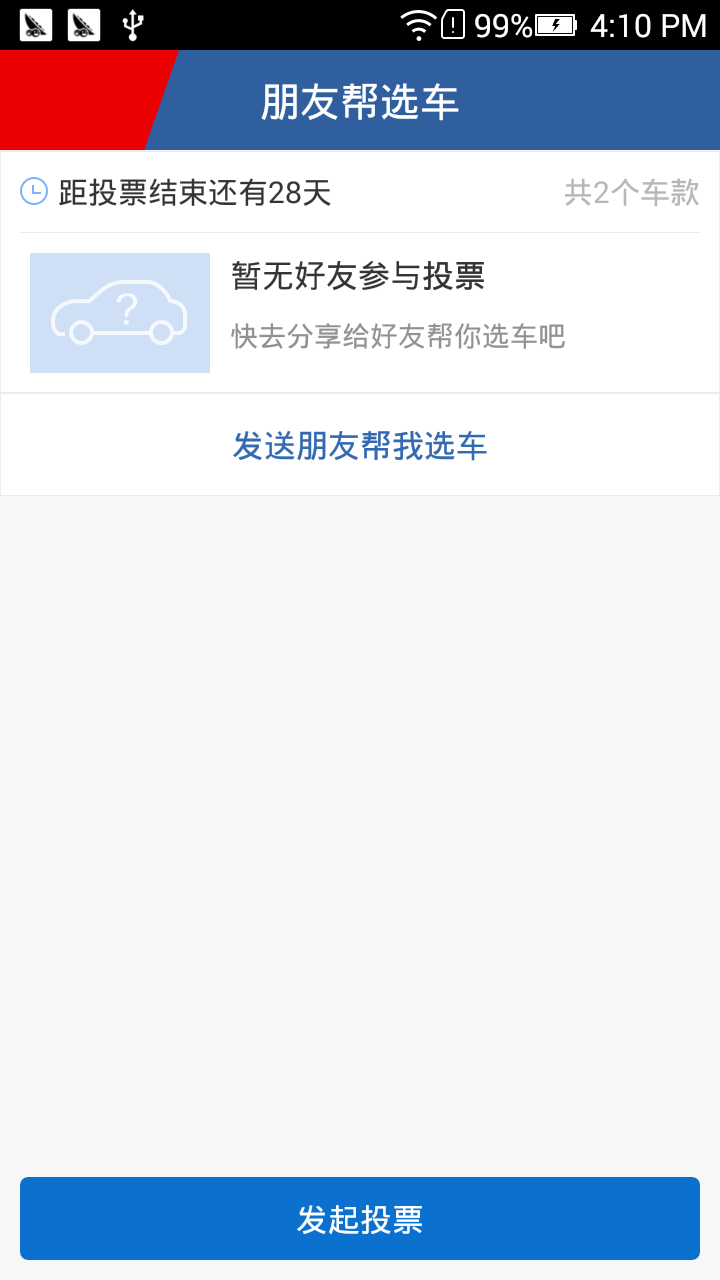 99% 4:10 PM
朋友帮选车
距投票结束还有28天 共2个车款
?
暂无好友参与投票
快去分享给好友帮你选车吧
发送朋友帮我选车
发起投票